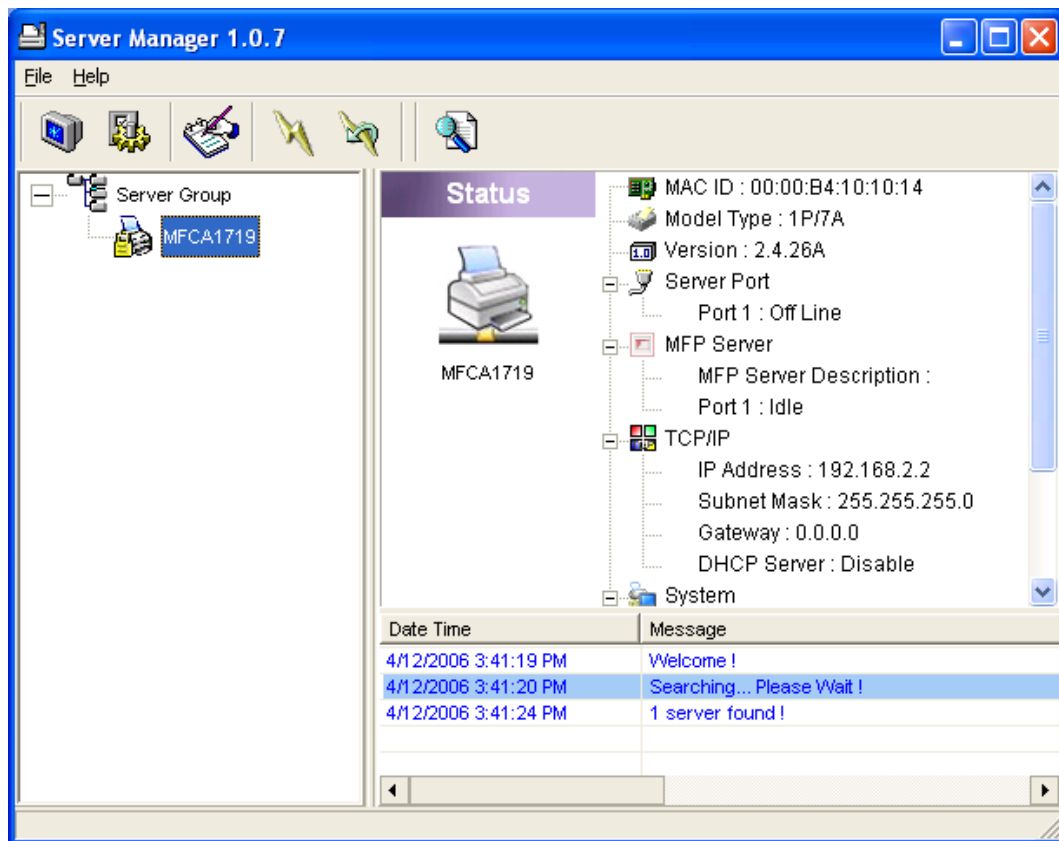 Server Manager 1.0.7
File Help
Server Group
MFCA1719
Status
MFCA1719
MAC ID : 00:00:B4:10:10:14
Model Type : 1P/7A
1.0 Version : 2.4.26A
Server Port
Port 1 : Off Line
MFP Server
MFP Server Description :
Port 1 : Idle
TCP/IP
IP Address : 192.168.2.2
Subnet Mask : 255.255.255.0
Gateway : 0.0.0.0
DHCP Server : Disable
System
Date Time Message
4/12/2006 3:41:19 PM Welcome !
4/12/2006 3:41:20 PM Searching... Please Wait !
4/12/2006 3:41:24 PM 1 server found !